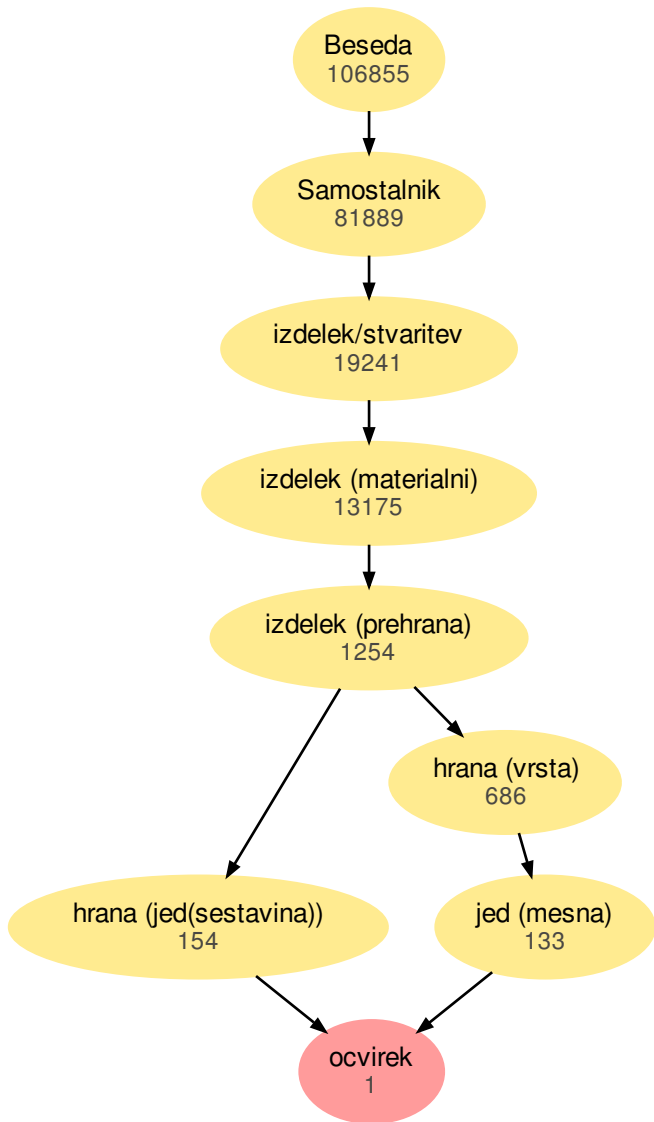 Beseda
106855
Samostalnik
81889
izdelek/stvaritev
19241
izdelek (materialni)
13175
izdelek (prehrana)
1254
hrana (vrsta)
686
hrana (jed(sestavina))
154
jed (mesna)
133
ocvirek
1